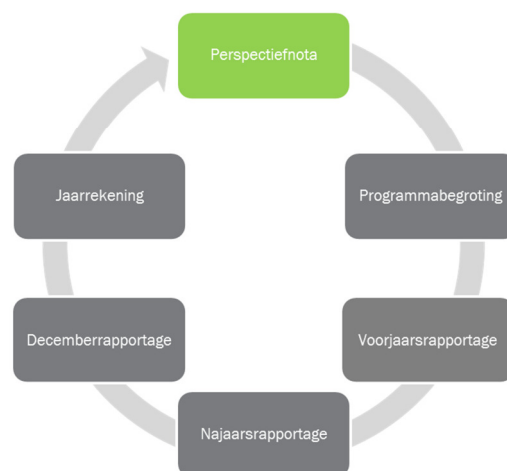 Perspectiefnota
Programmabegroting
Voorjaarsrapportage
Najaarsrapportage
Decemberrapportage
Jaarrekening